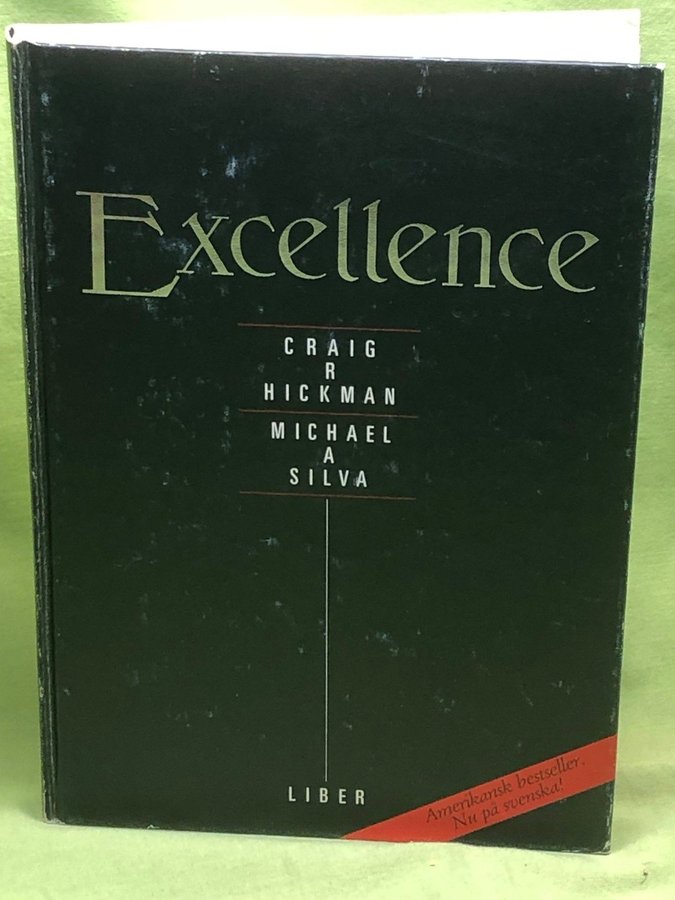 Excellence
CRAIG
R
HICKMAN
MICHAEL
A
SILVA
LIBER
Amerikansk bestseller.
Nu på svenska!